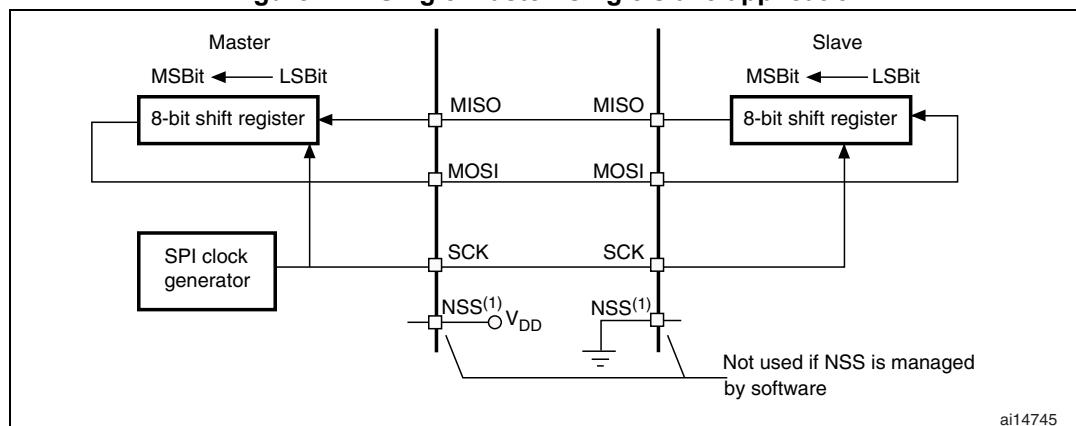 Master
MSBit LSBit
8-bit shift register
SPI clock
generator
MISO
MOSI
SCK
NSS(1)
VDD
MISO
MOSI
SCK
NSS(1)
Slave
MSBit LSBit
8-bit shift register
Not used if NSS is managed
by software
ai14745